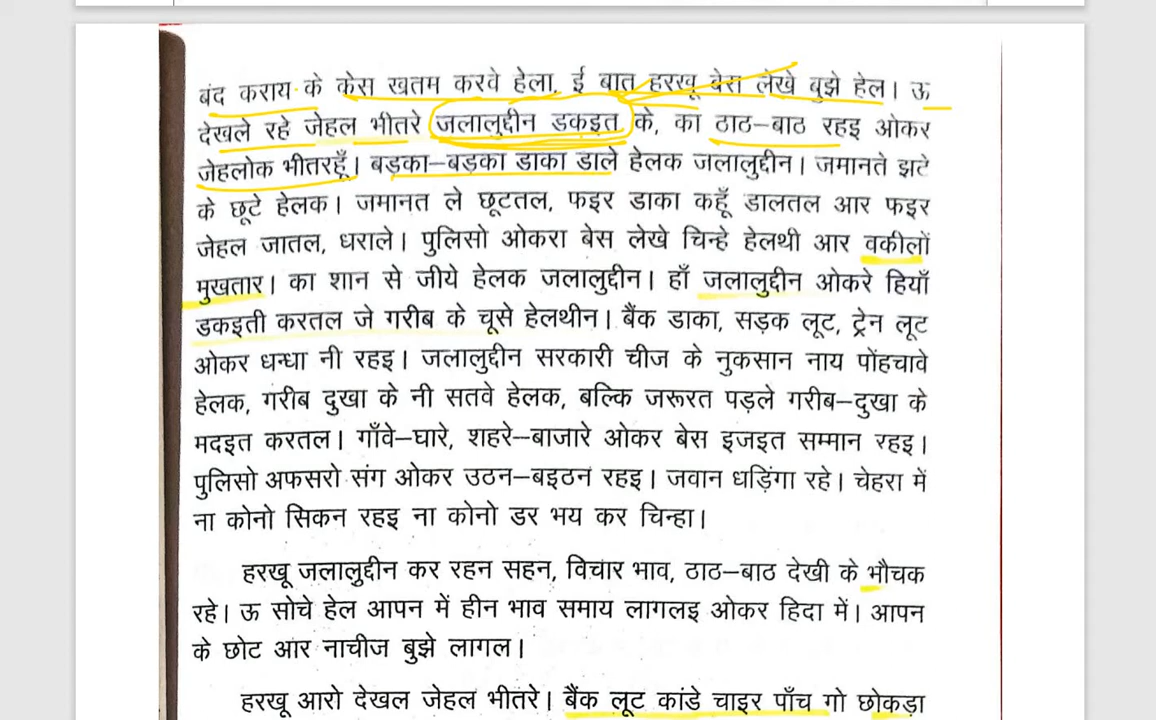 बंद कराय के केस खतम करवे हेला, ई बात हरखू बेस लेखे बुझे हेल। ऊ
देखले रहे जेहल भीतरे जलालुद्दीन डकइत के, का ठाठ–बाठ रहइ ओकर
जेहलोक भीतरहूँ। बड़का–बड़का डाका डाले हेलक जलालुद्दीन। जमानते झटे
के छूटे हेलक। जमानत ले छूटतल, फइर डाका कहूँ डालतल आर फइर
जेहल जातल, धराले। पुलिसो ओकरा बेस लेखे चिन्हे हेलथी आर वकीलों
मुखतार। का शान से जीये हेलक जलालुद्दीन। हाँ जलालुद्दीन ओकरे हियाँ
डकइती करतल जे गरीब के चूसे हेलथीन। बैंक डाका, सड़क लूट, ट्रेन लूट
ओकर धन्धा नी रहइ। जलालुद्दीन सरकारी चीज के नुकसान नाय पोंहचावे
हेलक, गरीब दुखा के नी सतवे हेलक, बल्कि जरूरत पड़ले गरीब–दुखा के
मदइत करतल। गाँवे–घारे, शहरे–बाजारे ओकर बेस इजइत सम्मान रहइ।
पुलिसो अफसरो संग ओकर उठन–बइठन रहइ। जवान धड़िंगा रहे। चेहरा में
ना कोनो सिकन रहइ ना कोनो डर भय कर चिन्हा।
हरखू जलालुद्दीन कर रहन सहन, विचार भाव, ठाठ–बाठ देखी के भौचक
रहे। ऊ सोचे हेल आपन में हीन भाव समाय लागलइ ओकर हिदा में। आपन
के छोट आर नाचीज बुझे लागल।
हरखू आरो देखल जेहल भीतरे। बैंक लूट कांडे चाइर पाँच गो छोकड़ा